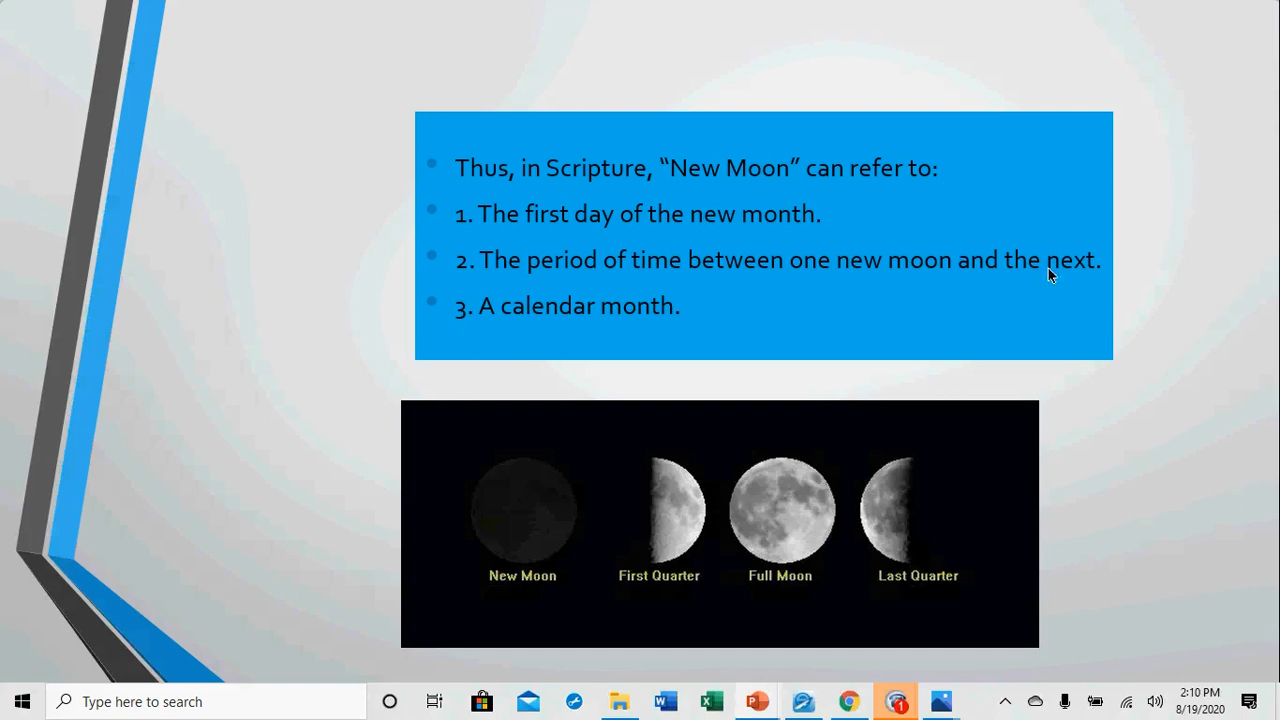 Thus, in Scripture, “New Moon” can refer to:
1. The first day of the new month.
2. The period of time between one new moon and the next.
3. A calendar month.
New Moon First Quarter Full Moon Last Quarter
Type here to search
2:10 PM
8/19/2020